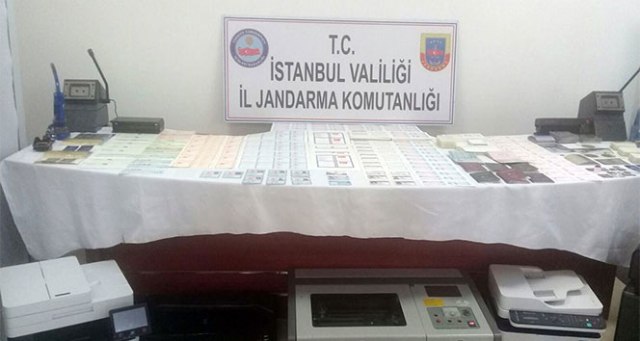 T.C.
İSTANBUL VALİLİĞİ
İL JANDARMA KOMUTANLIĞI